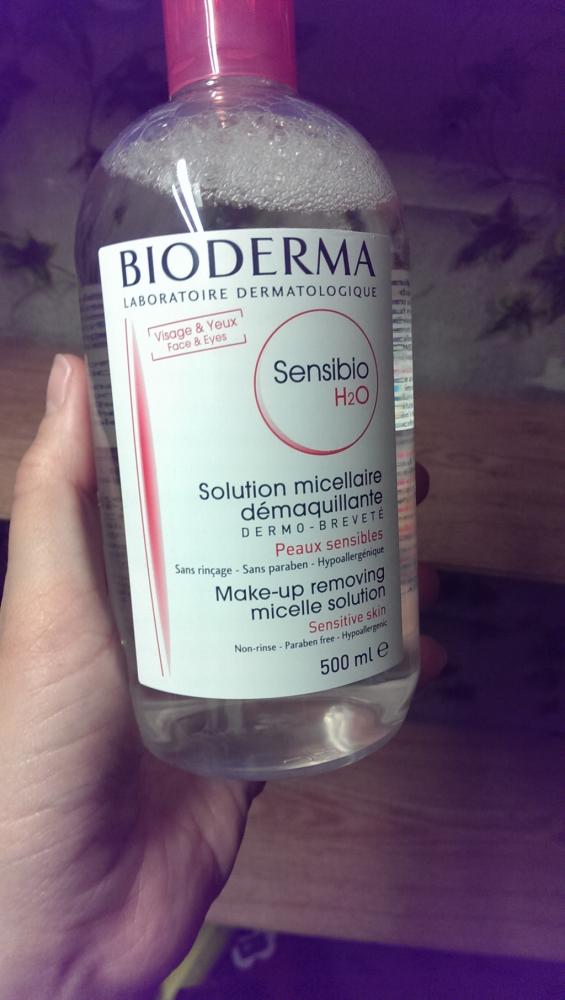 BIODERMA
LABORATOIRE DERMATOLOGIQUE
Visage & Yeux
Face & Eyes
Sensibio
H2O
Solution micellaire
démaquillante
DERMO-BREVETÉ
Peaux sensibles
Sans rinçage - Sans paraben - Hypoallergénique
Make-up removing
micelle solution
Sensitive skin
Non-rinse - Paraben free - Hypoallergenic
500 ml e